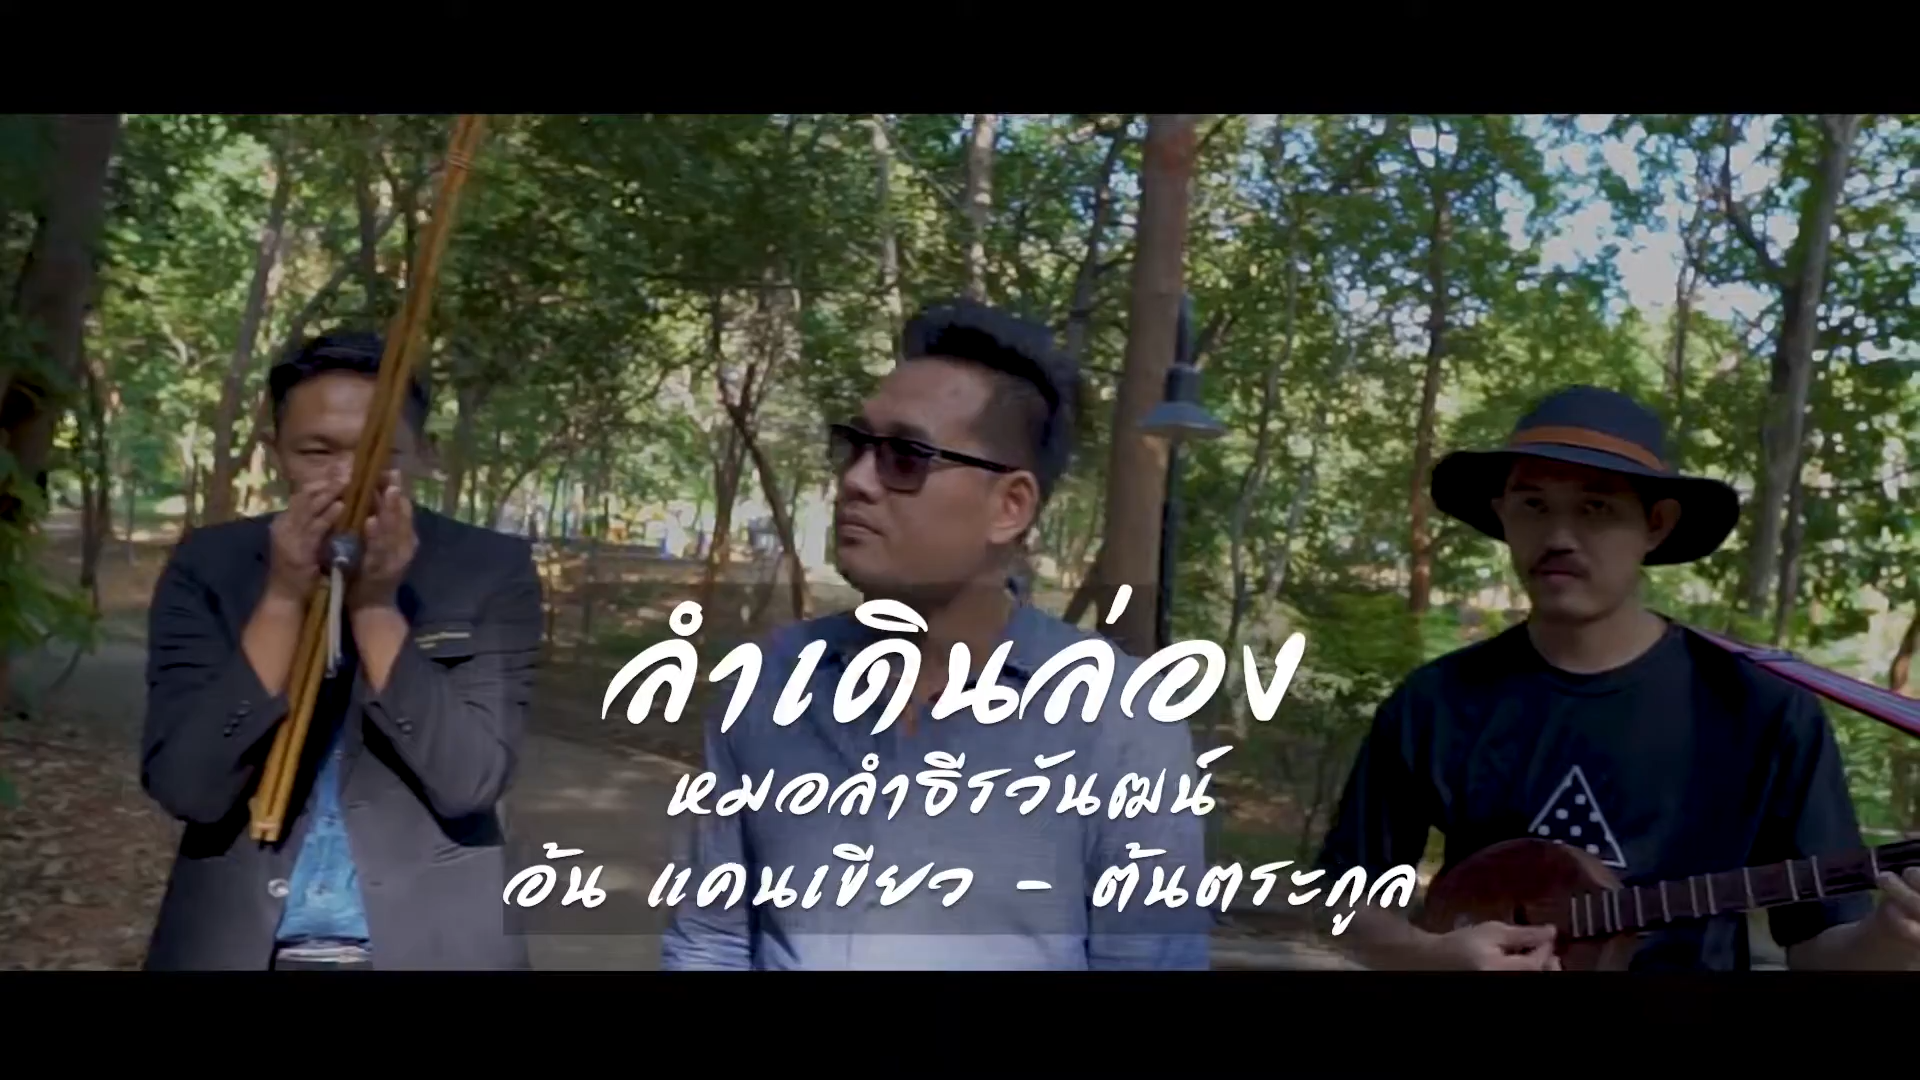 ลำเดินล่อง
หมอลำธีรวันฒน์
อ้น แคนเขียว - ต้นตระกูล